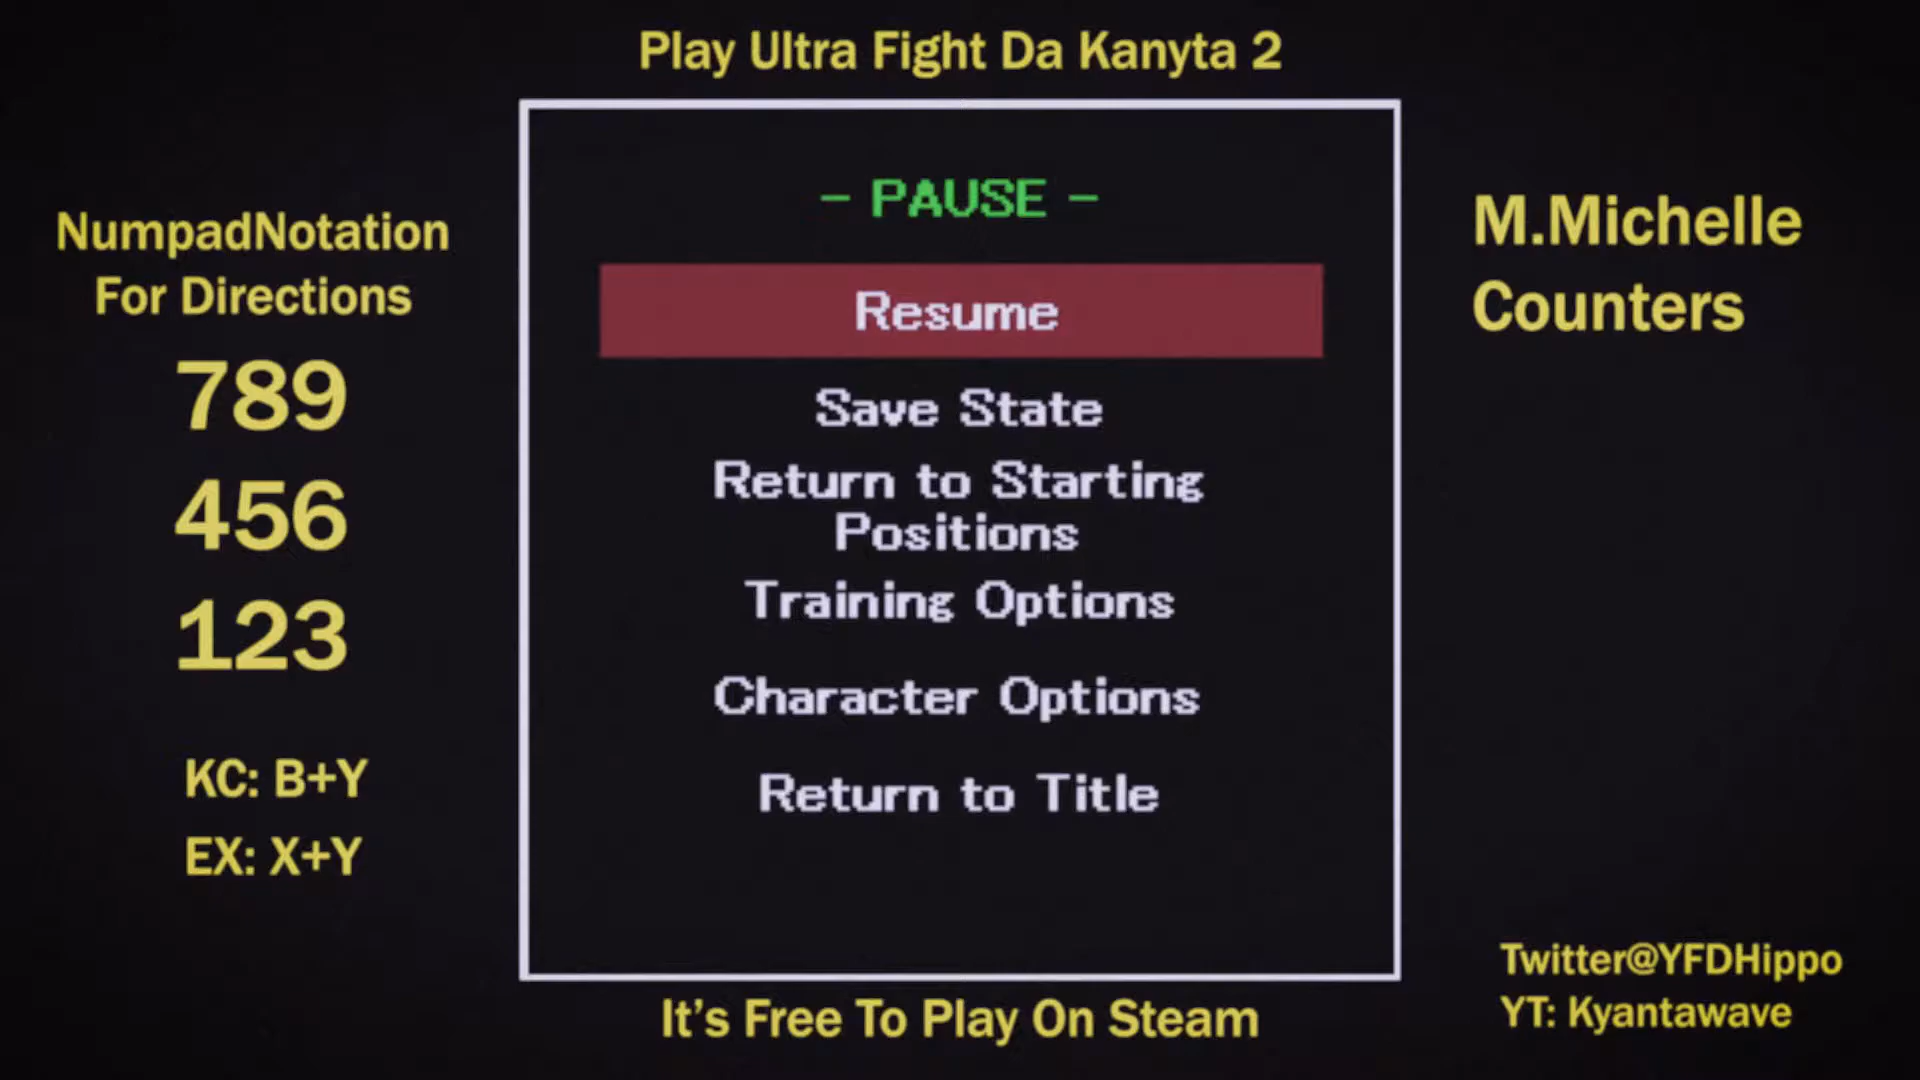 Play Ultra Fight Da Kanyta 2
NumpadNotation
For Directions
789
456
123
KC: B+Y
EX: X+Y
- PAUSE -
Resume
Save State
Return to Starting
Positions
Training Options
Character Options
Return to Title
M.Michelle
Counters
Twitter@YFDHippo
YT: Kyantawave
It's Free To Play On Steam